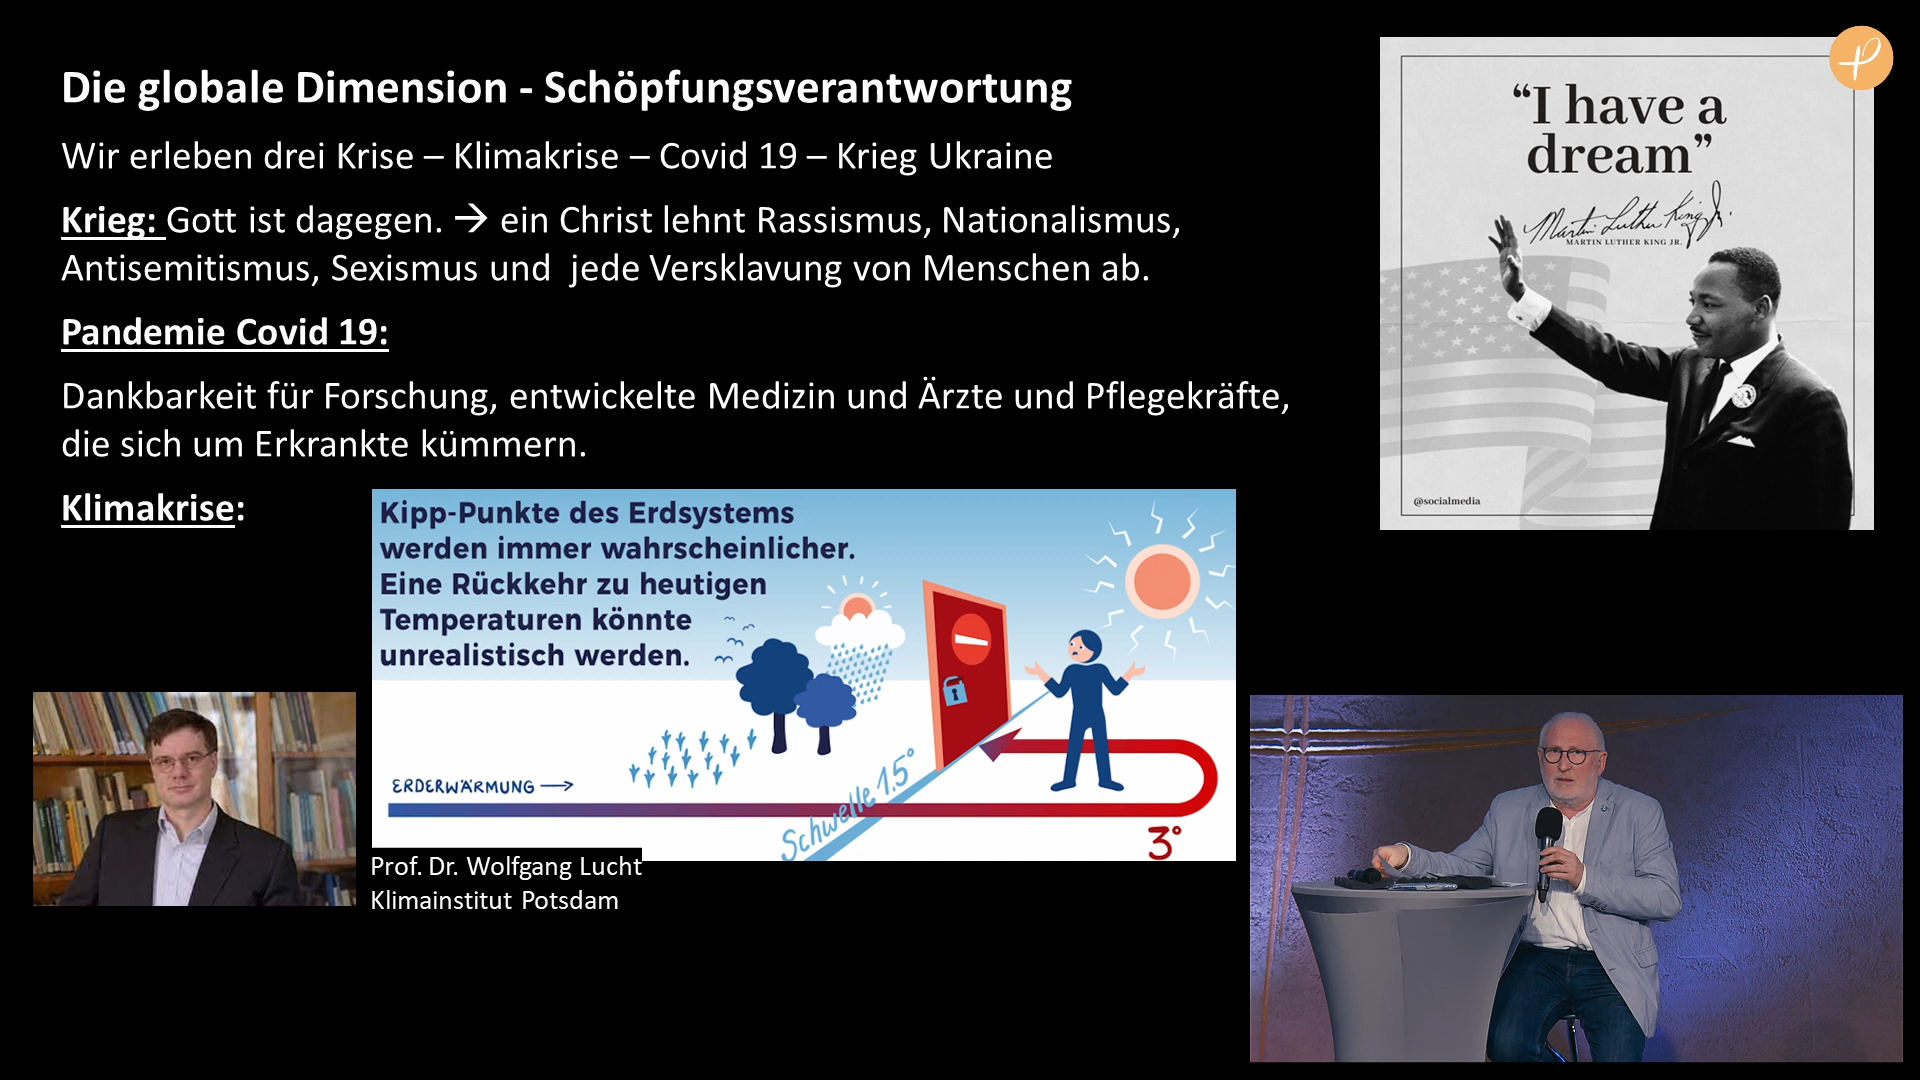 Die globale Dimension - Schöpfungsverantwortung
Wir erleben drei Krise – Klimakrise – Covid 19 – Krieg Ukraine
Krieg: Gott ist dagegen. → ein Christ lehnt Rassismus, Nationalismus,
Antisemitismus, Sexismus und  jede Versklavung von Menschen ab.
Pandemie Covid 19:
Dankbarkeit für Forschung, entwickelte Medizin und Ärzte und Pflegekräfte,
die sich um Erkrankte kümmern.
Klimakrise:
Kipp-Punkte des Erdsystems
werden immer wahrscheinlicher.
Eine Rückkehr zu heutigen
Temperaturen könnte
unrealistisch werden.
ERDERWÄRMUNG →
Schwelle 1.5°
3°
Prof. Dr. Wolfgang Lucht
Klimainstitut Potsdam
“I have a
dream”
Martin Luther King Jr.
MARTIN LUTHER KING JR.
@socialmedia